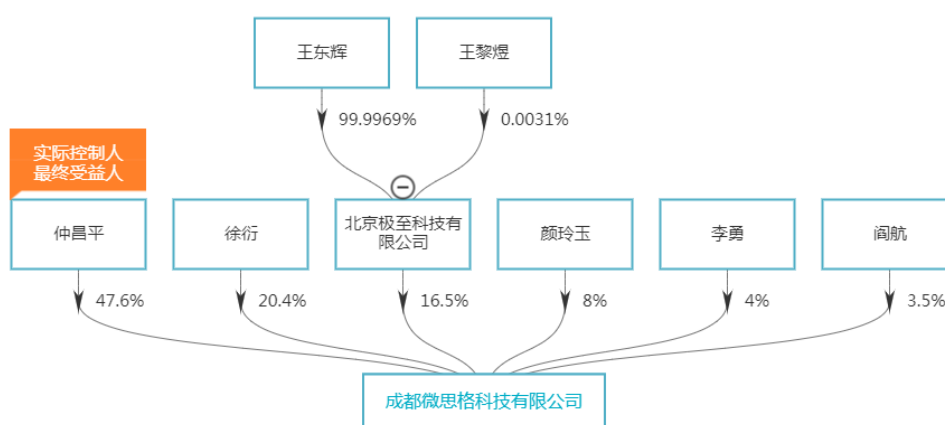 王东辉
王黎煜
99.9969%
0.0031%
实际控制人
最终受益人
仲昌平
徐衍
北京极至科技有
限公司
颜玲玉
李勇
阎航
47.6%
20.4%
16.5%
8%
4%
3.5%
成都微思格科技有限公司